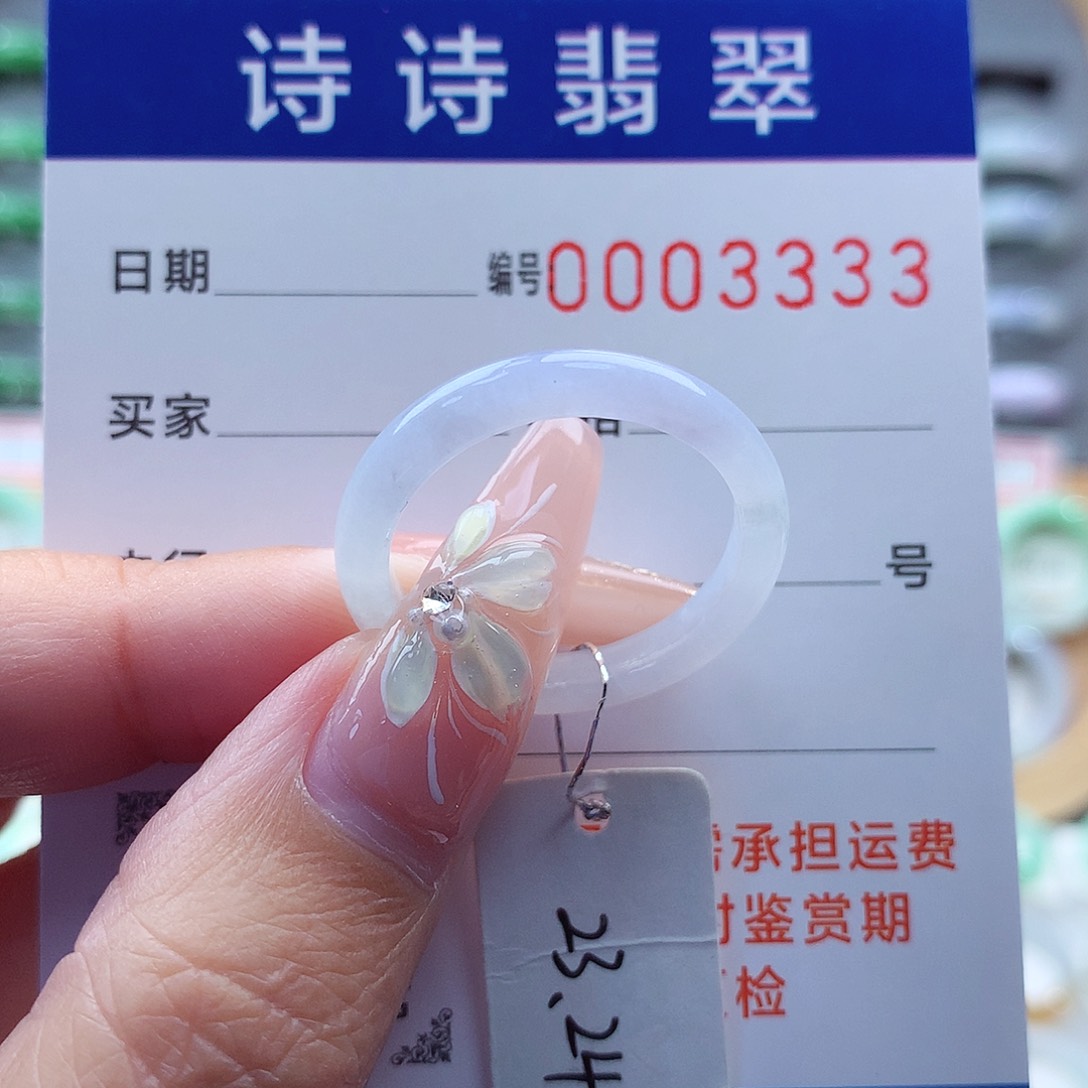 诗诗翡翠
日期 编号0003333
买家
号
承担运费
鉴赏期
检
23.24